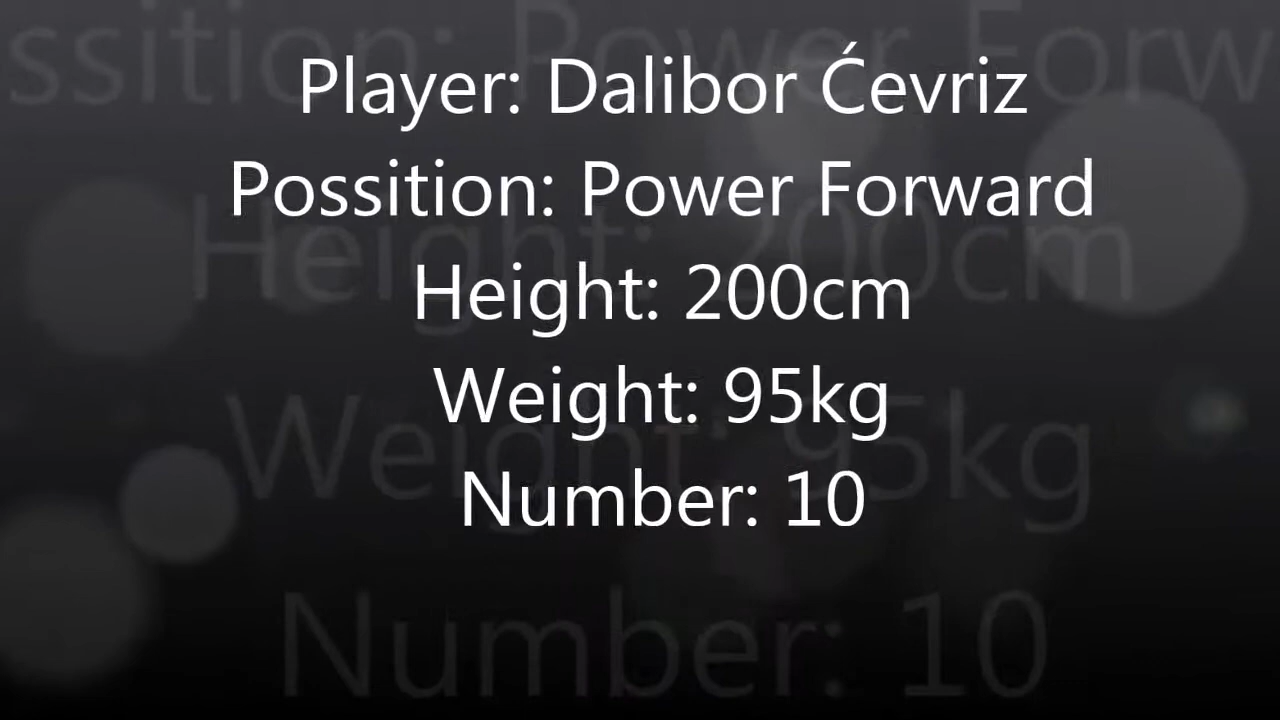 Player: Dalibor Ćevriz
Possition: Power Forward
Height: 200cm
Weight: 95kg
Number: 10